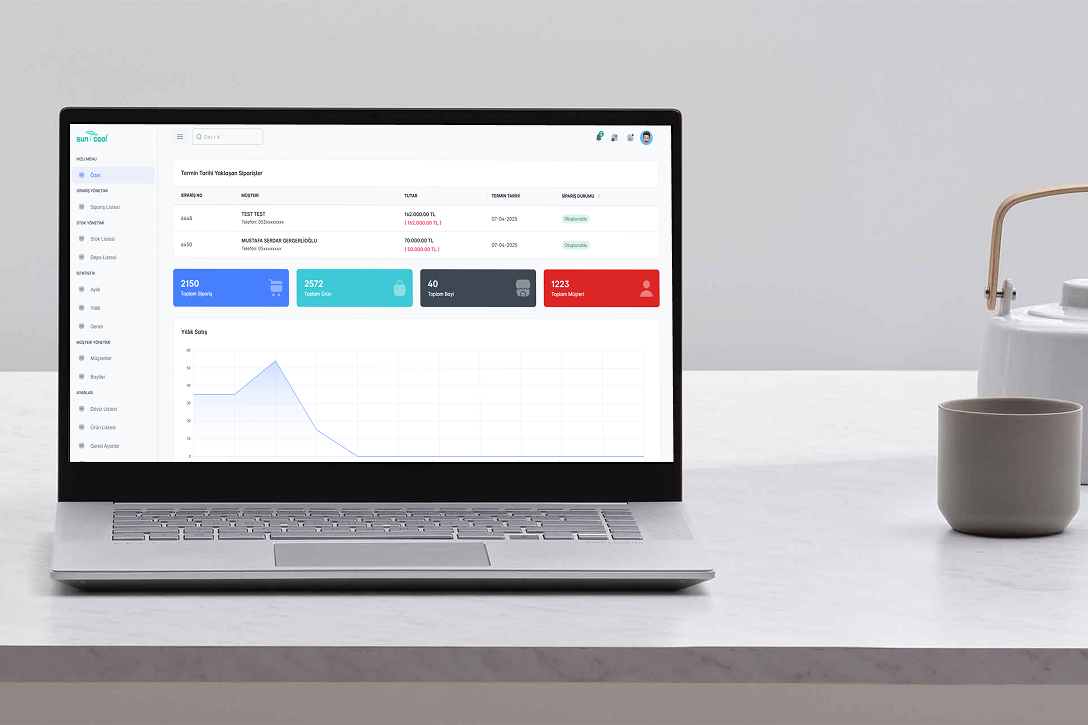 sun cool
Ctrl + K
3
HIZLI MENU
Özet
SİPARİŞ YÖNETİMİ
Sipariş Listesi
STOK YÖNETİMİ
Stok Listesi
Depo Listesi
İSTATİSTİK
Aylık
Yıllık
Genel
MÜŞTERİ YÖNETİMİ
Müşteriler
Bayiler
AYARLAR
Döviz Listesi
Ürün Listesi
Genel Ayarlar
Termin Tarihi Yaklaşan Siparişler
SİPARİŞ NO MÜŞTERİ TUTAR TERMİN TARİHİ SİPARİŞ DURUMU
6448 TEST TEST 162.000.00 TL 07-04-2025 Oluşturuldu
Telefon: 053xxxxxxxx ( 162.000.00 TL )
6450 MUSTAFA SERDAR GERGERLİOĞLU 70.000.00 TL 07-04-2025 Oluşturuldu
Telefon: 05xxxxxxxx ( 50.000.00 TL )
2150
Toplam Sipariş
2572
Toplam Ürün
40
Toplam Bayi
1223
Toplam Müşteri
Yıllık Satış
60
50
40
30
20
10
0